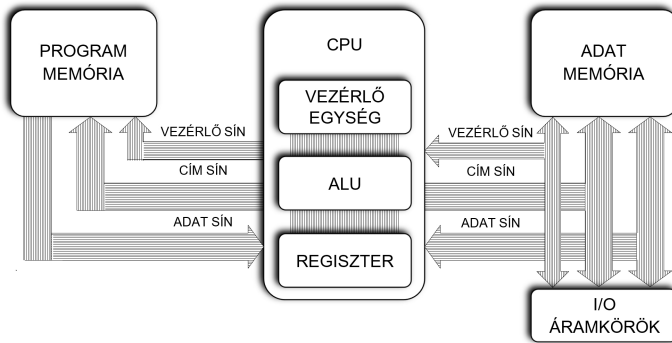 PROGRAM
MEMÓRIA
CPU
VEZÉRLŐ
EGYSÉG
ALU
REGISZTER
ADAT
MEMÓRIA
VEZÉRLŐ SÍN
CÍM SÍN
ADAT SÍN
VEZÉRLŐ SÍN
CÍM SÍN
ADAT SÍN
I/O
ÁRAMKÖRÖK